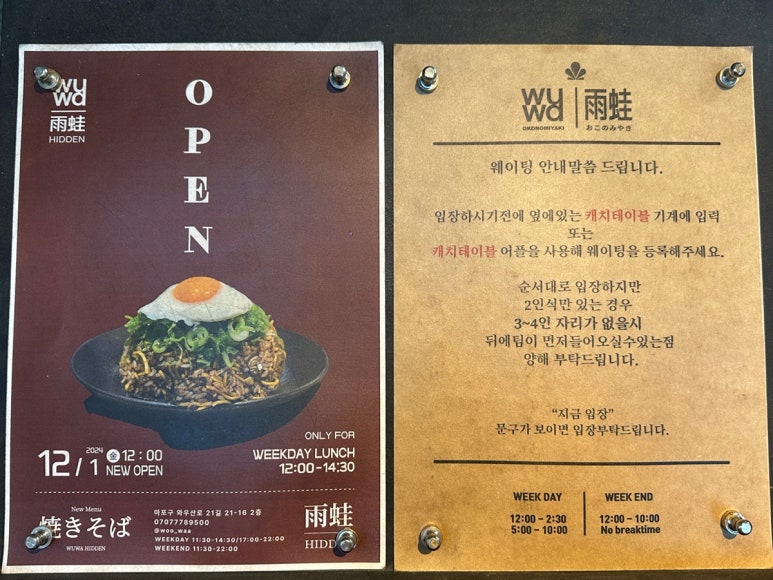 wuwa
雨蛙
HIDDEN
OPEN
ONLY FOR
WEEKDAY LUNCH
12:00-14:30
12/1 2024 金 12:00
NEW OPEN
New Menu
焼きそば
WUWA HIDDEN
마포구 와우산로 21길 21-16 2층
07077789500
@woo_waa
WEEKDAY 11:30-14:30/17:00-22:00
WEEKEND 11:30-22:00
雨蛙
HIDDEN
wuwa
OKONOMIYAKI
雨蛙
おこのみやき
웨이팅 안내말씀 드립니다.
입장하시기전에 옆에있는 캐치테이블 기계에 입력
또는
캐치테이블 어플을 사용해 웨이팅을 등록해주세요.
순서대로 입장하지만
2인석만 있는 경우
3~4인 자리가 없을시
뒤에팀이 먼저들어오실수있는점
양해 부탁드립니다.
“지금 입장”
문구가 보이면 입장부탁드립니다.
WEEK DAY
12:00 - 2:30
5:00 - 10:00
WEEK END
12:00 - 10:00
No breaktime